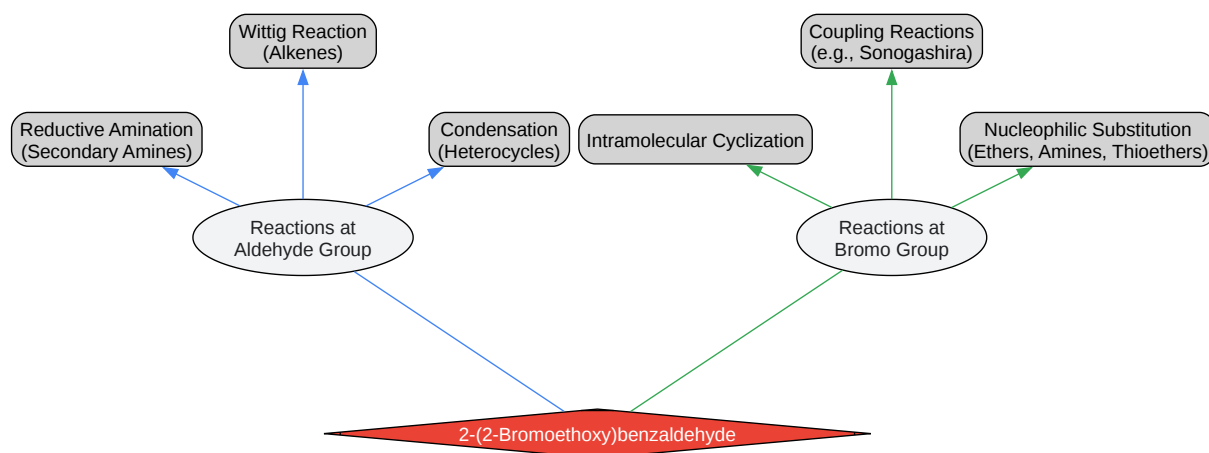 Wittig Reaction
(Alkenes)
Coupling Reactions
(e.g., Sonogashira)
Reductive Amination
(Secondary Amines)
Condensation
(Heterocycles)
Intramolecular Cyclization
Nucleophilic Substitution
(Ethers, Amines, Thioethers)
Reactions at
Aldehyde Group
Reactions at
Bromo Group
2-(2-Bromoethoxy)benzaldehyde